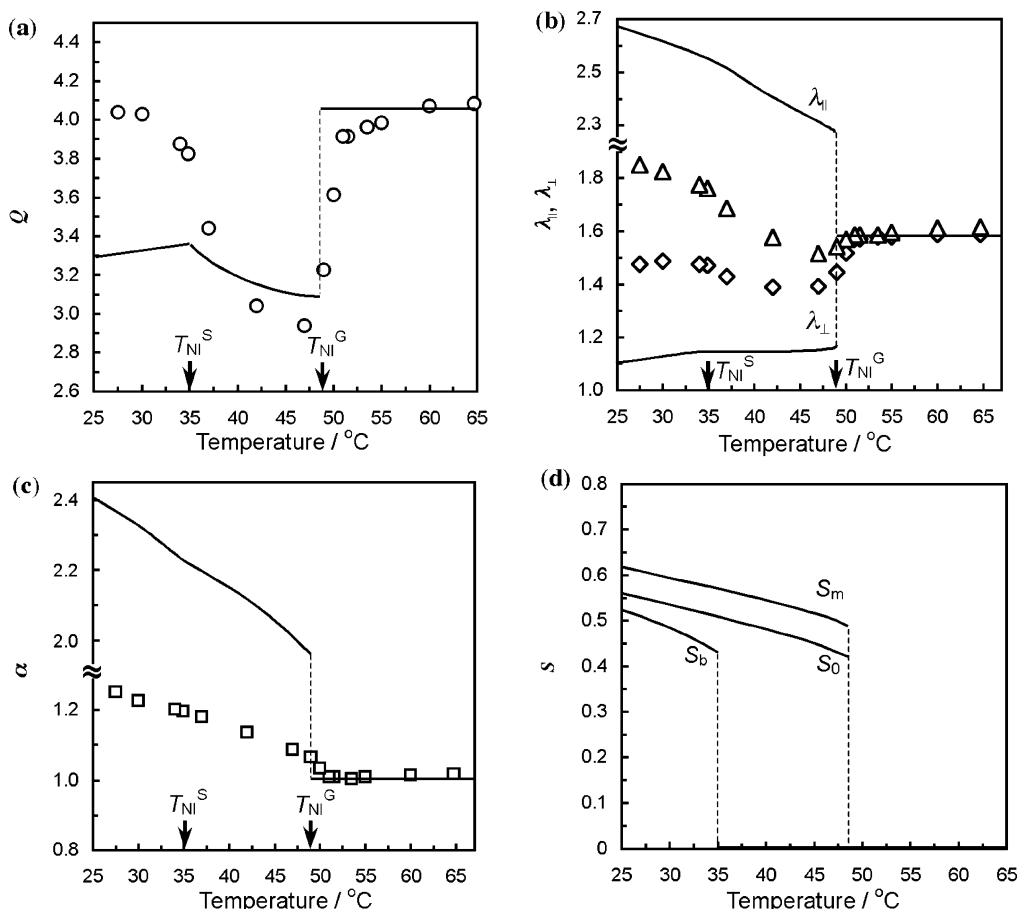 (a)
4.4
4.2
4.0
3.8
3.6
3.4
3.2
3.0
2.8
2.6
Q
T_NI^S
T_NI^G
25 30 35 40 45 50 55 60 65
Temperature / °C
(b)
2.7
2.5
2.3
1.8
1.6
1.4
1.2
1.0
λ||, λ⊥
λ||
λ⊥
T_NI^S
T_NI^G
25 30 35 40 45 50 55 60 65
Temperature / °C
(c)
2.4
2.2
2.0
1.2
1.0
0.8
α
T_NI^S
T_NI^G
25 30 35 40 45 50 55 60 65
Temperature / °C
(d)
0.8
0.7
0.6
0.5
0.4
0.3
0.2
0.1
0
S
S_m
S_b
S_0
25 30 35 40 45 50 55 60 65
Temperature / °C